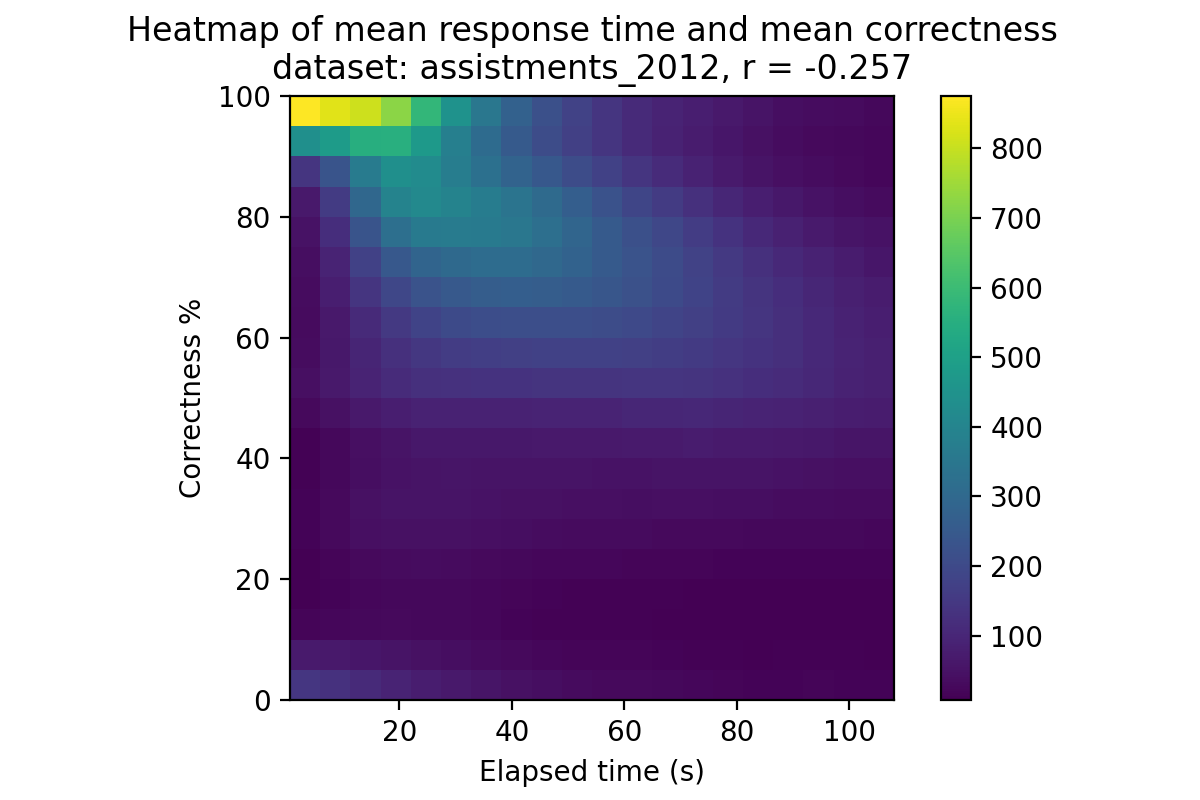 Heatmap of mean response time and mean correctness
dataset: assistments_2012, r = -0.257
100
80
60
40
20
0
Correctness %
20 40 60 80 100
Elapsed time (s)
800
700
600
500
400
300
200
100